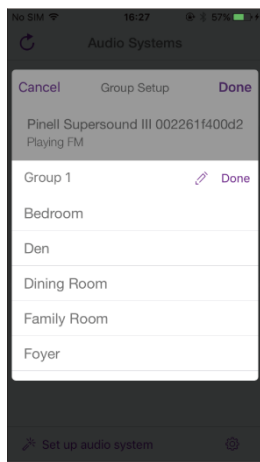 No SIM 16:27 57%
Audio Systems
Cancel Group Setup Done
Pinell Supersound III 002261f400d2
Playing FM
Group 1 Done
Bedroom
Den
Dining Room
Family Room
Foyer
Set up audio system